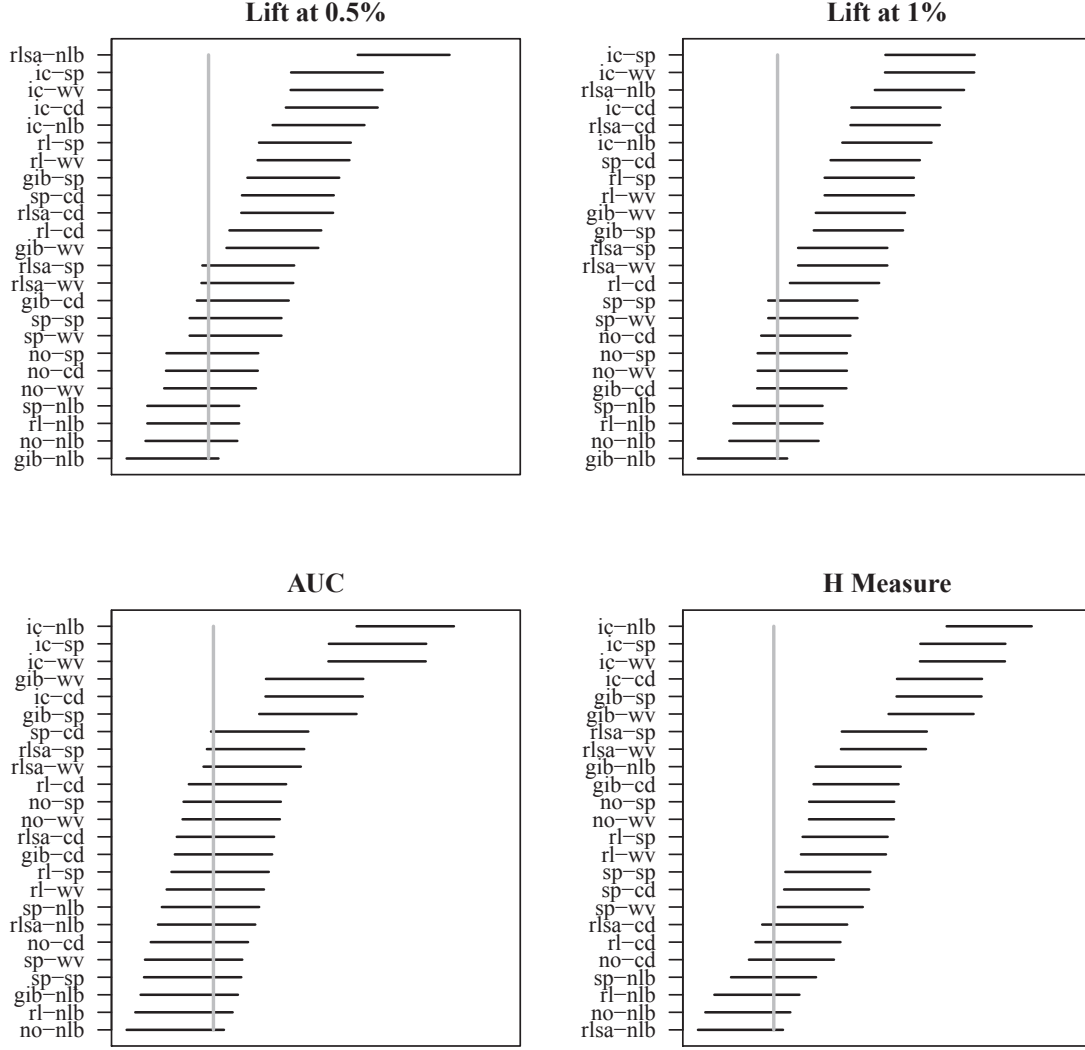 Lift at 0.5%
rlsa−nlb
ic−sp
ic−wv
ic−cd
ic−nlb
rl−sp
rl−wv
gib−sp
sp−cd
rlsa−cd
rl−cd
gib−wv
rlsa−sp
rlsa−wv
gib−cd
sp−sp
sp−wv
no−sp
no−cd
no−wv
sp−nlb
rl−nlb
no−nlb
gib−nlb
Lift at 1%
ic−sp
ic−wv
rlsa−nlb
ic−cd
rlsa−cd
ic−nlb
sp−cd
rl−sp
rl−wv
gib−wv
gib−sp
rlsa−sp
rlsa−wv
rl−cd
sp−sp
sp−wv
no−cd
no−sp
no−wv
gib−cd
sp−nlb
rl−nlb
no−nlb
gib−nlb
AUC
ic−nlb
ic−sp
ic−wv
gib−wv
ic−cd
gib−sp
sp−cd
rlsa−sp
rlsa−wv
rl−cd
no−sp
no−wv
rlsa−cd
gib−cd
rl−sp
rl−wv
sp−nlb
rlsa−nlb
no−cd
sp−wv
sp−sp
gib−nlb
rl−nlb
no−nlb
H Measure
ic−nlb
ic−sp
ic−wv
ic−cd
gib−sp
gib−wv
rlsa−sp
rlsa−wv
gib−nlb
gib−cd
no−sp
no−wv
rl−sp
rl−wv
sp−sp
sp−cd
sp−wv
rlsa−cd
rl−cd
no−cd
sp−nlb
rl−nlb
no−nlb
rlsa−nlb